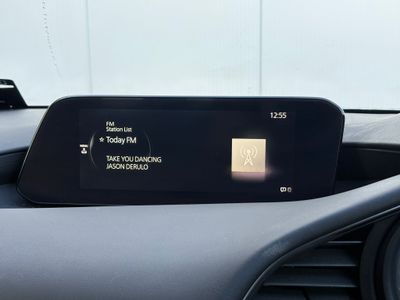 12:55
FM
Station List
Today FM
TAKE YOU DANCING
JASON DERULO